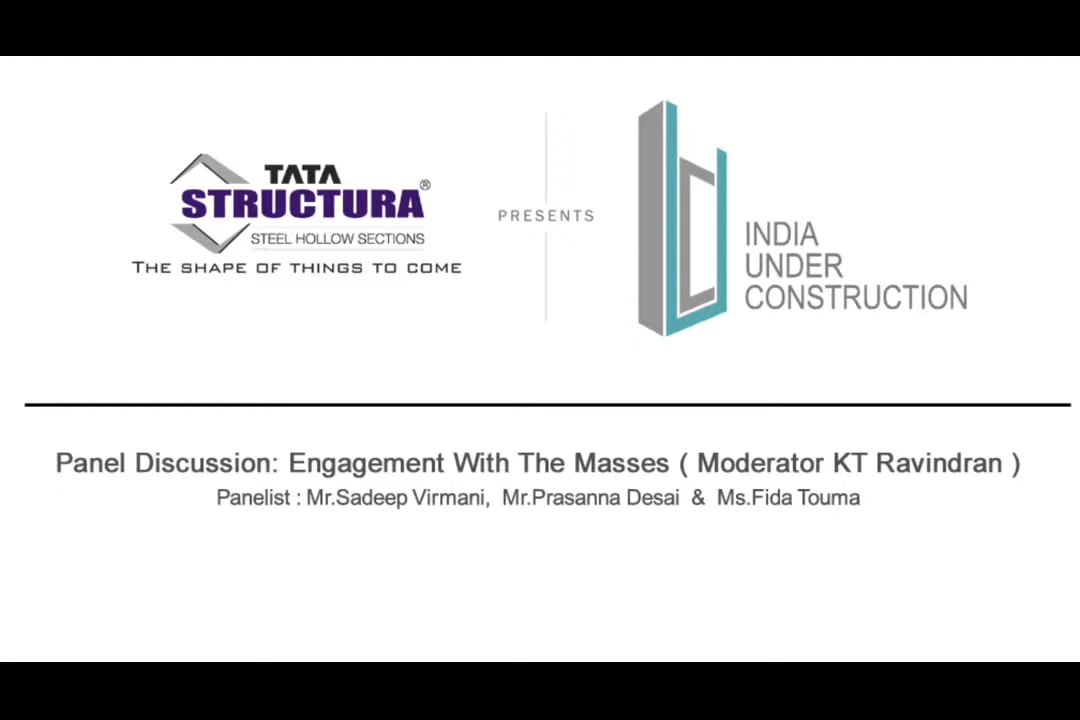 TATA
STRUCTURA®
STEEL HOLLOW SECTIONS
THE SHAPE OF THINGS TO COME
PRESENTS
INDIA
UNDER
CONSTRUCTION
Panel Discussion: Engagement With The Masses ( Moderator KT Ravindran )
Panelist : Mr.Sadeep Virmani, Mr.Prasanna Desai & Ms.Fida Touma